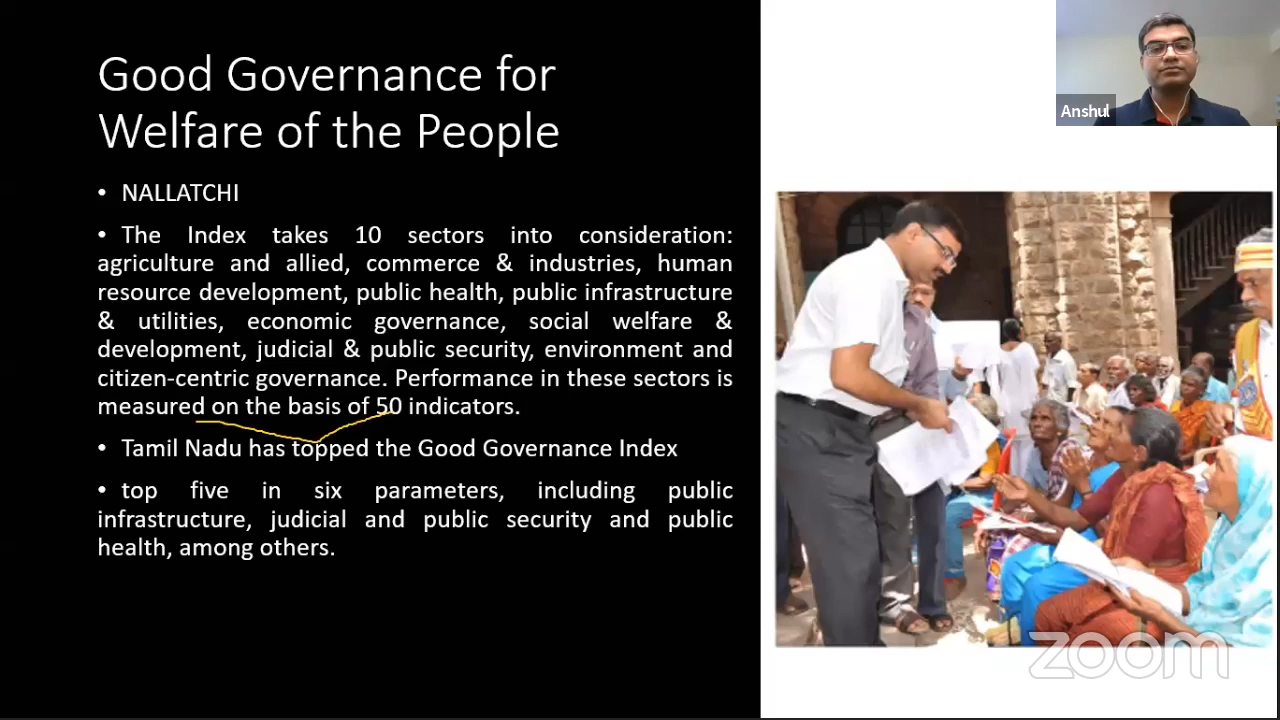 Good Governance for
Welfare of the People
• NALLATCHI
• The Index takes 10 sectors into consideration:
agriculture and allied, commerce & industries, human
resource development, public health, public infrastructure
& utilities, economic governance, social welfare &
development, judicial & public security, environment and
citizen-centric governance. Performance in these sectors is
measured on the basis of 50 indicators.
• Tamil Nadu has topped the Good Governance Index
• top five in six parameters, including public
infrastructure, judicial and public security and public
health, among others.
Anshul
zoom